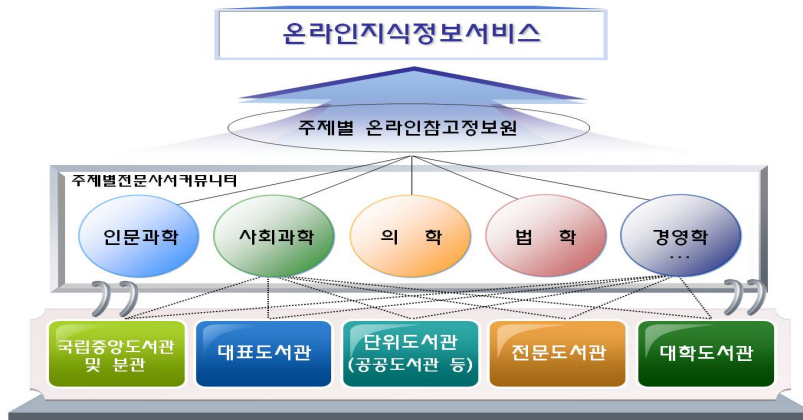 온라인지식정보서비스
주제별 온라인참고정보원
주제별전문사서커뮤니티
인문과학
사회과학
의 학
법 학
경영학
...
국립중앙도서관
및 분관
대표도서관
단위도서관
(공공도서관 등)
전문도서관
대학도서관